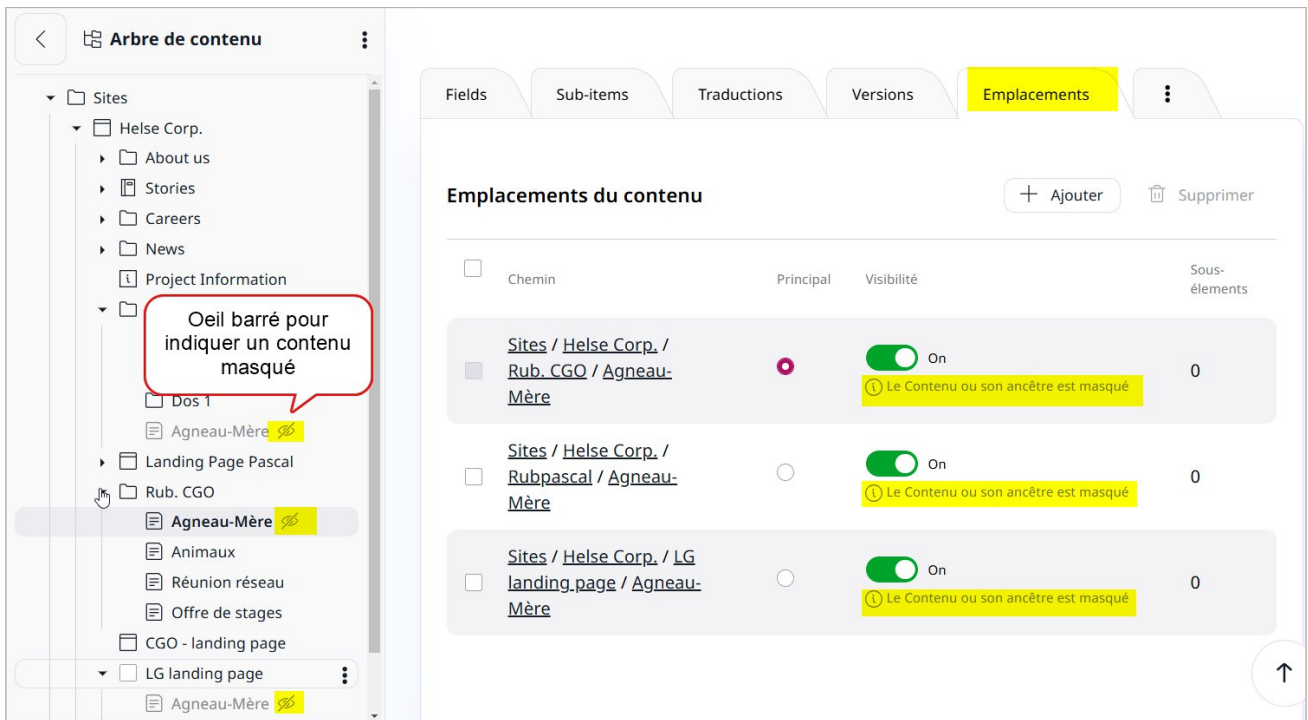 Arbre de contenu
Sites
Helse Corp.
About us
Stories
Careers
News
Project Information
Oeil barré pour
indiquer un contenu
masqué
Dos 1
Agneau-Mère
Landing Page Pascal
Rub. CGO
Agneau-Mère
Animaux
Réunion réseau
Offre de stages
CGO - landing page
LG landing page
Agneau-Mère
Fields Sub-items Traductions Versions Emplacements
Emplacements du contenu
Ajouter Supprimer
Chemin Principal Visibilité Sous-
élements
Sites / Helse Corp. /
Rub. CGO / Agneau-
Mère
On
Le Contenu ou son ancêtre est masqué
0
Sites / Helse Corp. /
Rubpascal / Agneau-
Mère
On
Le Contenu ou son ancêtre est masqué
0
Sites / Helse Corp. / LG
landing page / Agneau-
Mère
On
Le Contenu ou son ancêtre est masqué
0